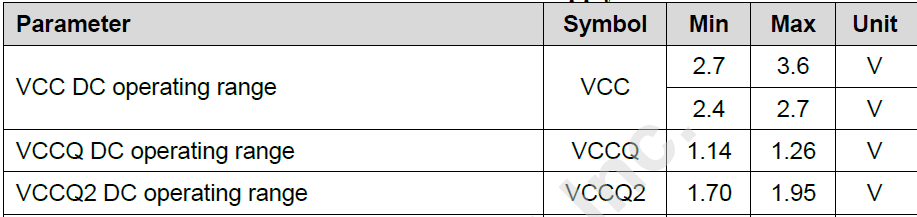 Parameter Symbol Min Max Unit
VCC DC operating range VCC 2.7 3.6 V
2.4 2.7 V
VCCQ DC operating range VCCQ 1.14 1.26 V
VCCQ2 DC operating range VCCQ2 1.70 1.95 V
Inc.